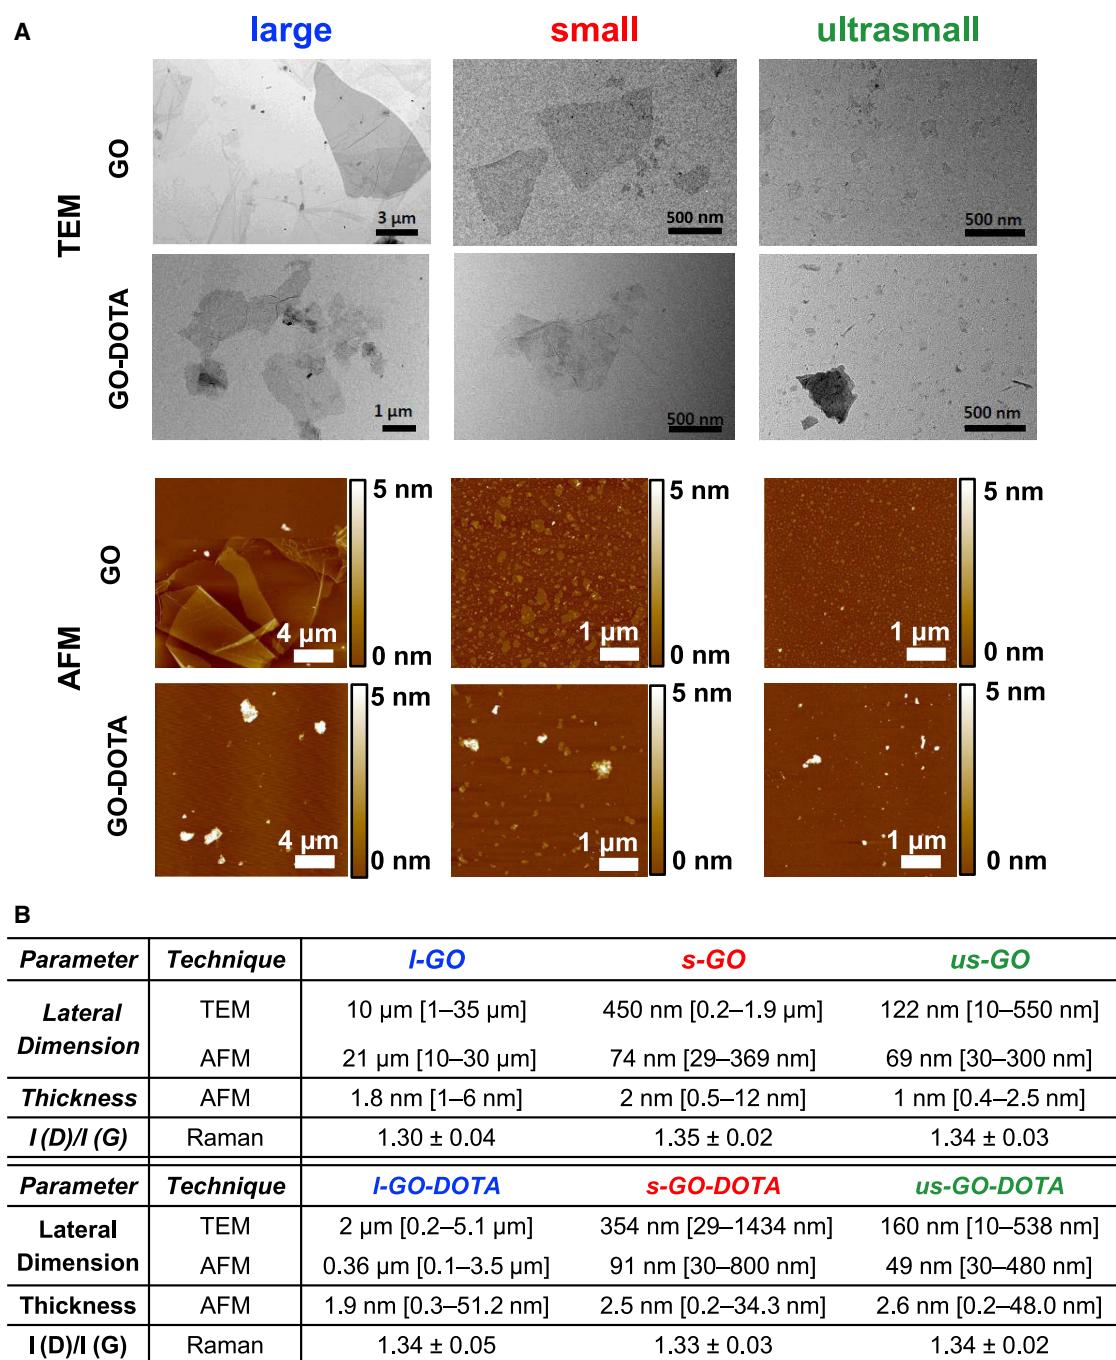 A
large small ultrasmall
TEM
GO
3 µm
500 nm
500 nm
GO-DOTA
1 µm
500 nm
500 nm
AFM
GO
5 nm
4 µm
0 nm
5 nm
1 µm
0 nm
5 nm
1 µm
0 nm
GO-DOTA
5 nm
4 µm
0 nm
5 nm
1 µm
0 nm
5 nm
1 µm
0 nm
B
Parameter Technique l-GO s-GO us-GO
Lateral Dimension TEM 10 µm [1–35 µm] 450 nm [0.2–1.9 µm] 122 nm [10–550 nm]
AFM 21 µm [10–30 µm] 74 nm [29–369 nm] 69 nm [30–300 nm]
Thickness AFM 1.8 nm [1–6 nm] 2 nm [0.5–12 nm] 1 nm [0.4–2.5 nm]
I (D)/I (G) Raman 1.30 ± 0.04 1.35 ± 0.02 1.34 ± 0.03
Parameter Technique l-GO-DOTA s-GO-DOTA us-GO-DOTA
Lateral Dimension TEM 2 µm [0.2–5.1 µm] 354 nm [29–1434 nm] 160 nm [10–538 nm]
AFM 0.36 µm [0.1–3.5 µm] 91 nm [30–800 nm] 49 nm [30–480 nm]
Thickness AFM 1.9 nm [0.3–51.2 nm] 2.5 nm [0.2–34.3 nm] 2.6 nm [0.2–48.0 nm]
I (D)/I (G) Raman 1.34 ± 0.05 1.33 ± 0.03 1.34 ± 0.02